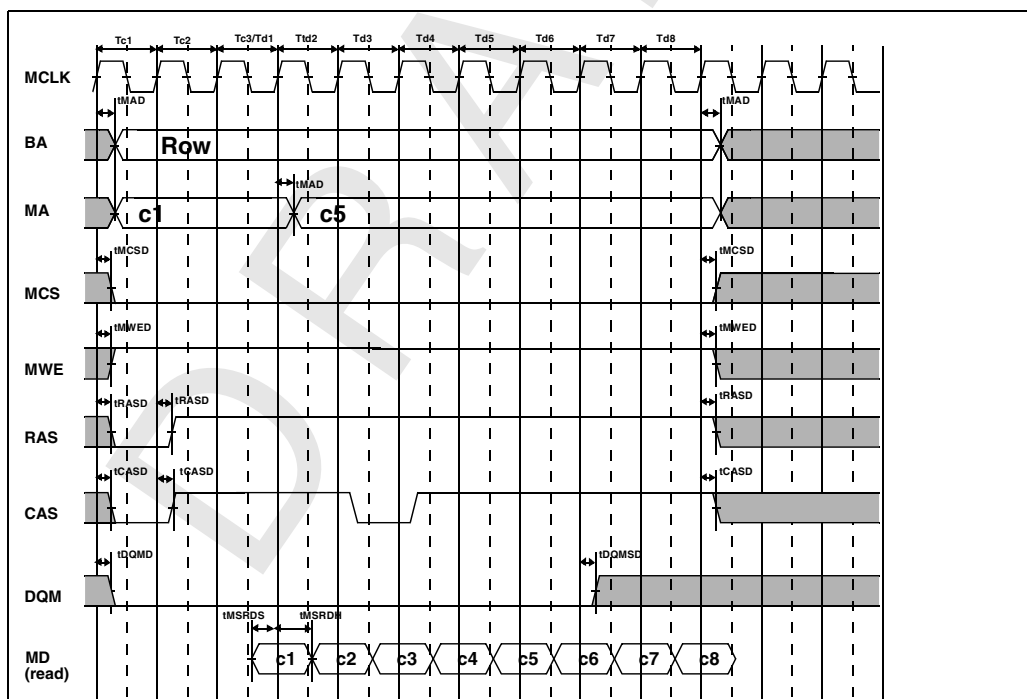 Tc1 Tc2 Tc3/Td1 Ttd2 Td3 Td4 Td5 Td6 Td7 Td8
MCLK
tMAD tMAD
BA Row
tMAD
MA c1 c5
tMCSD tMCSD
MCS
tMWED tMWED
MWE
tRASD tRASD tRASD
RAS
tCASD tCASD tCASD
CAS
tDQMD tDQMSD
DQM
tMSRDS tMSRDH
MD c1 c2 c3 c4 c5 c6 c7 c8
(read)
DRA